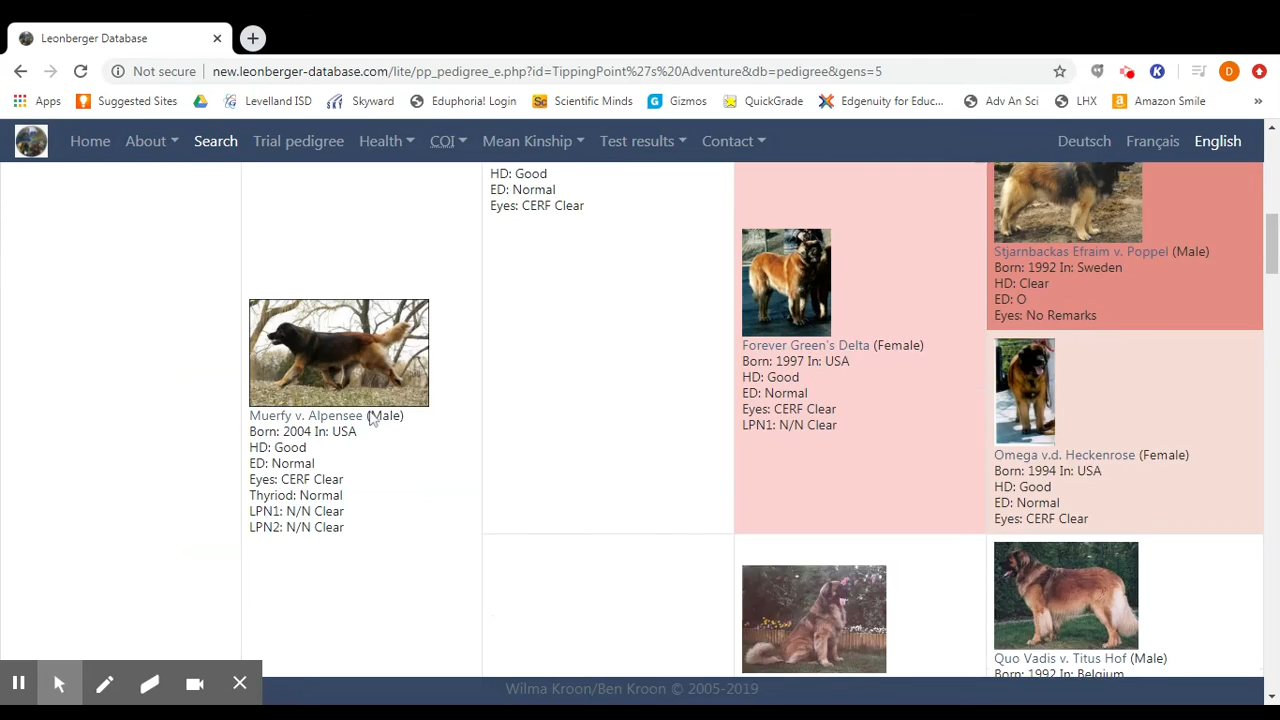 Leonberger Database
Not secure | new.leonberger-database.com/lite/pp_pedigree_e.php?id=TippingPoint%27s%20Adventure&db=pedigree&gens=5
Apps Suggested Sites Levelland ISD Skyward Eduphoria! Login Scientific Minds Gizmos QuickGrade Edgenuity for Educ... Adv An Sci LHX Amazon Smile »
Home About Search Trial pedigree Health COI Mean Kinship Test results Contact Deutsch Français English
HD: Good
ED: Normal
Eyes: CERF Clear
Muerfy v. Alpensee (Male)
Born: 2004 In: USA
HD: Good
ED: Normal
Eyes: CERF Clear
Thyriod: Normal
LPN1: N/N Clear
LPN2: N/N Clear
Forever Green's Delta (Female)
Born: 1997 In: USA
HD: Good
ED: Normal
Eyes: CERF Clear
LPN1: N/N Clear
Stjarnbackas Efraim v. Poppel (Male)
Born: 1992 In: Sweden
HD: Clear
ED: O
Eyes: No Remarks
Omega v.d. Heckenrose (Female)
Born: 1994 In: USA
HD: Good
ED: Normal
Eyes: CERF Clear
Quo Vadis v. Titus Hof (Male)
Born: 1992 In: Belgium
Wilma Kroon/Ben Kroon © 2005-2019